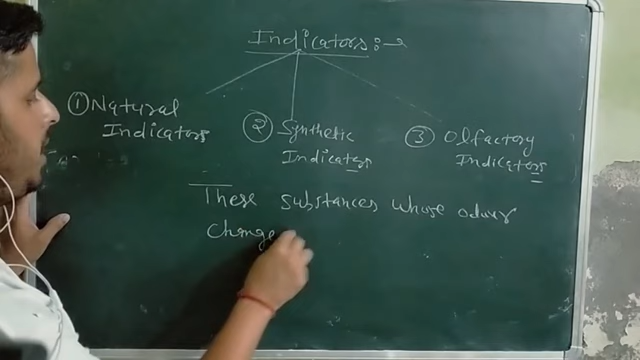 Indicators:→
① Natural
Indicators
② Synthetic
Indicators
③ Olfactory
Indicators
These substances whose odour
change